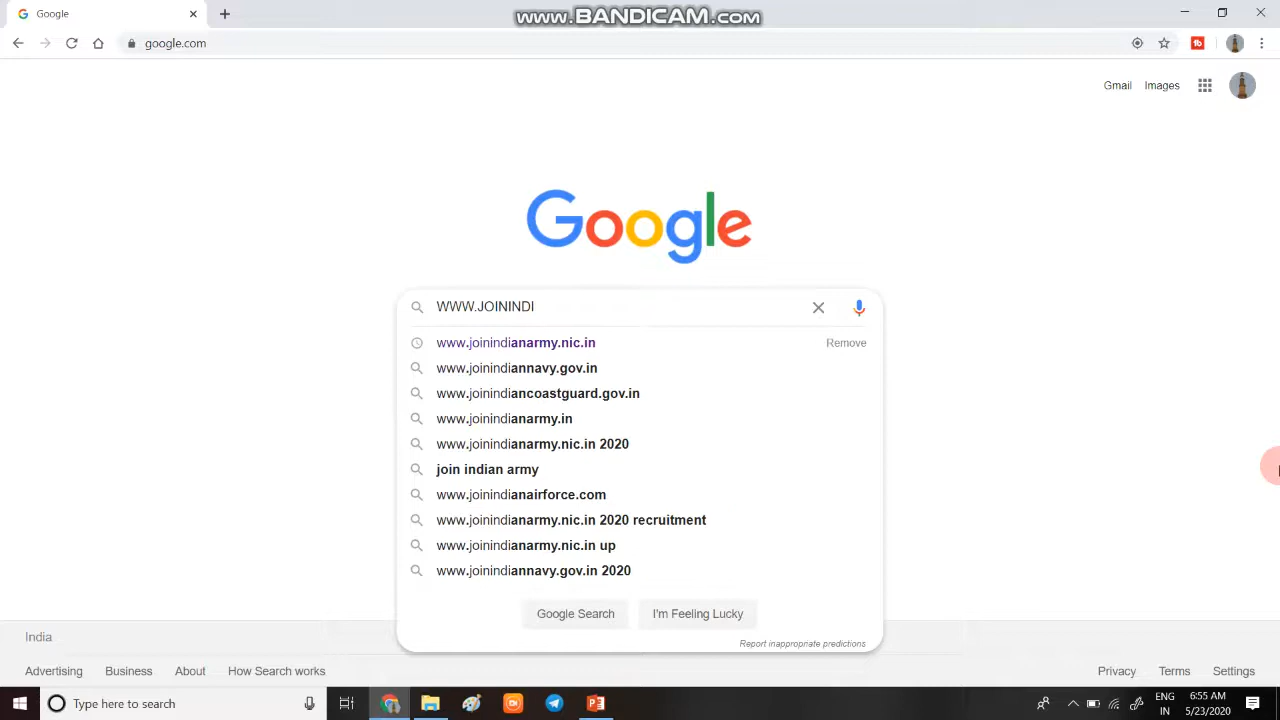 Google
www.BANDICAM.com
google.com
Gmail Images
Google
WWW.JOININDI
www.joinindianarmy.nic.in Remove
www.joinindiannavy.gov.in
www.joinindiancoastguard.gov.in
www.joinindianarmy.in
www.joinindianarmy.nic.in 2020
join indian army
www.joinindianairforce.com
www.joinindianarmy.nic.in 2020 recruitment
www.joinindianarmy.nic.in up
www.joinindiannavy.gov.in 2020
Google Search I'm Feeling Lucky
Report inappropriate predictions
India
Advertising Business About How Search works Privacy Terms Settings
Type here to search
ENG 6:55 AM
IN 5/23/2020